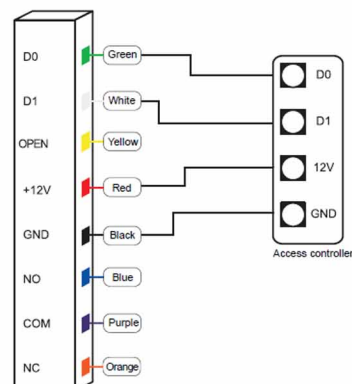 D0 Green D0
D1 White D1
OPEN Yellow
+12V Red 12V
GND Black GND
Access controller
NO Blue
COM Purple
NC Orange